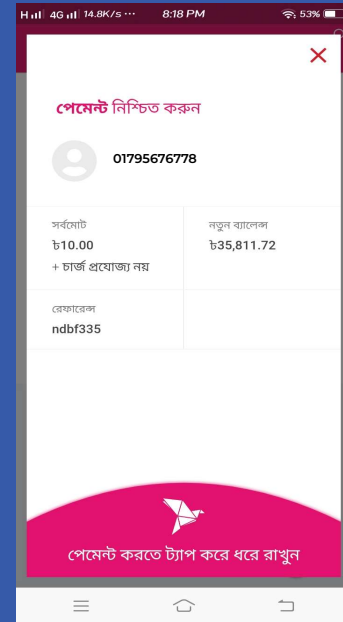 H 4G 14.8K/s ... 8:18 PM 53%
পেমেন্ট নিশ্চিত করুন
01795676778
সর্বমোট
৳10.00
+ চার্জ প্রযোজ্য নয়
নতুন ব্যালেন্স
৳35,811.72
রেফারেন্স
ndbf335
পেমেন্ট করতে ট্যাপ করে ধরে রাখুন